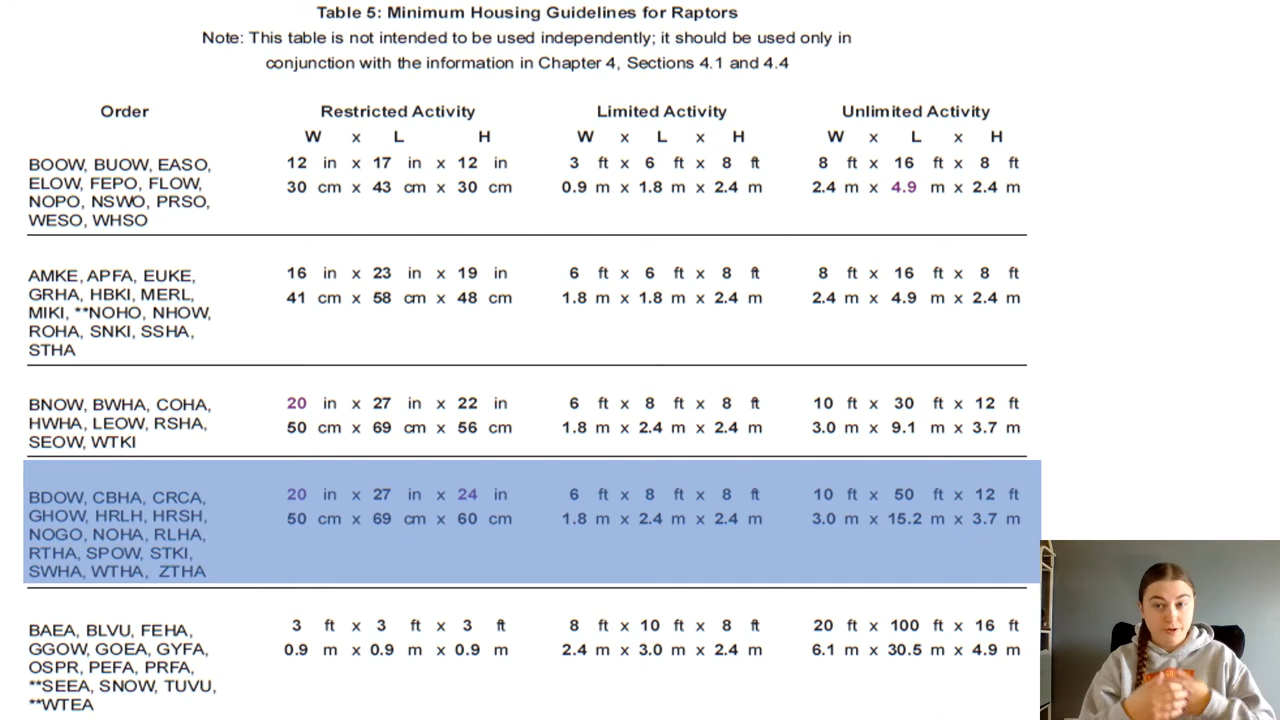 Table 5: Minimum Housing Guidelines for Raptors
Note: This table is not intended to be used independently; it should be used only in
conjunction with the information in Chapter 4, Sections 4.1 and 4.4
Order Restricted Activity Limited Activity Unlimited Activity
W x L H W x L x H W x L x H
BOOW, BUOW, EASO, 12 in x 17 in x 12 in 3 ft x 6 ft x 8 ft 8 ft x 16 ft x 8 ft
ELOW, FEPO, FLOW, 30 cm x 43 cm x 30 cm 0.9 m x 1.8 m x 2.4 m 2.4 m x 4.9 m x 2.4 m
NOPO, NSWO, PRSO,
WESO, WHSO
AMKE, APFA, EUKE, 16 in x 23 in x 19 in 6 ft x 6 ft x 8 ft 8 ft x 16 ft x 8 ft
GRHA, HBKI, MERL, 41 cm x 58 cm x 48 cm 1.8 m x 1.8 m x 2.4 m 2.4 m x 4.9 m x 2.4 m
MIKI, **NOHO, NHOW,
ROHA, SNKI, SSHA,
STHA
BNOW, BWHA, COHA, 20 in x 27 in x 22 in 6 ft x 8 ft x 8 ft 10 ft x 30 ft x 12 ft
HWHA, LEOW, RSHA, 50 cm x 69 cm x 56 cm 1.8 m x 2.4 m x 2.4 m 3.0 m x 9.1 m x 3.7 m
SEOW, WTKI
BDOW, CBHA, CRCA, 20 in x 27 in x 24 in 6 ft x 8 ft x 8 ft 10 ft x 50 ft x 12 ft
GHOW, HRLH, HRSH, 50 cm x 69 cm x 60 cm 1.8 m x 2.4 m x 2.4 m 3.0 m x 15.2 m x 3.7 m
NOGO, NOHA, RLHA,
RTHA, SPOW, STKI,
SWHA, WTHA, ZTHA
BAEA, BLVU, FEHA, 3 ft x 3 ft x 3 ft 8 ft x 10 ft x 8 ft 20 ft x 100 ft x 16 ft
GGOW, GOEA, GYFA, 0.9 m x 0.9 m x 0.9 m 2.4 m x 3.0 m x 2.4 m 6.1 m x 30.5 m x 4.9 m
OSPR, PEFA, PRFA,
**SEEA, SNOW, TUVU,
**WTEA